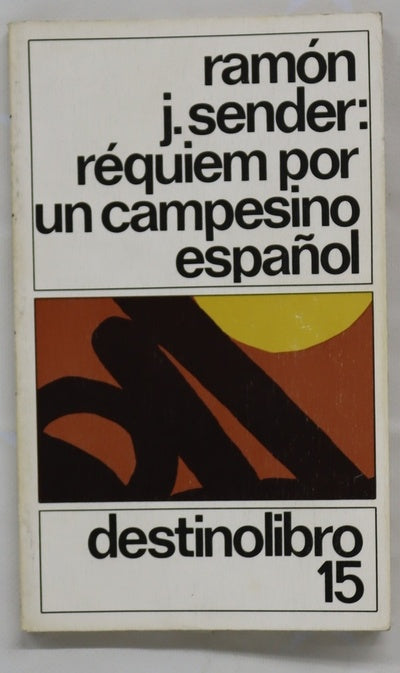 ramón
j. sender:
réquiem por
un campesino
español
destinolibro
15